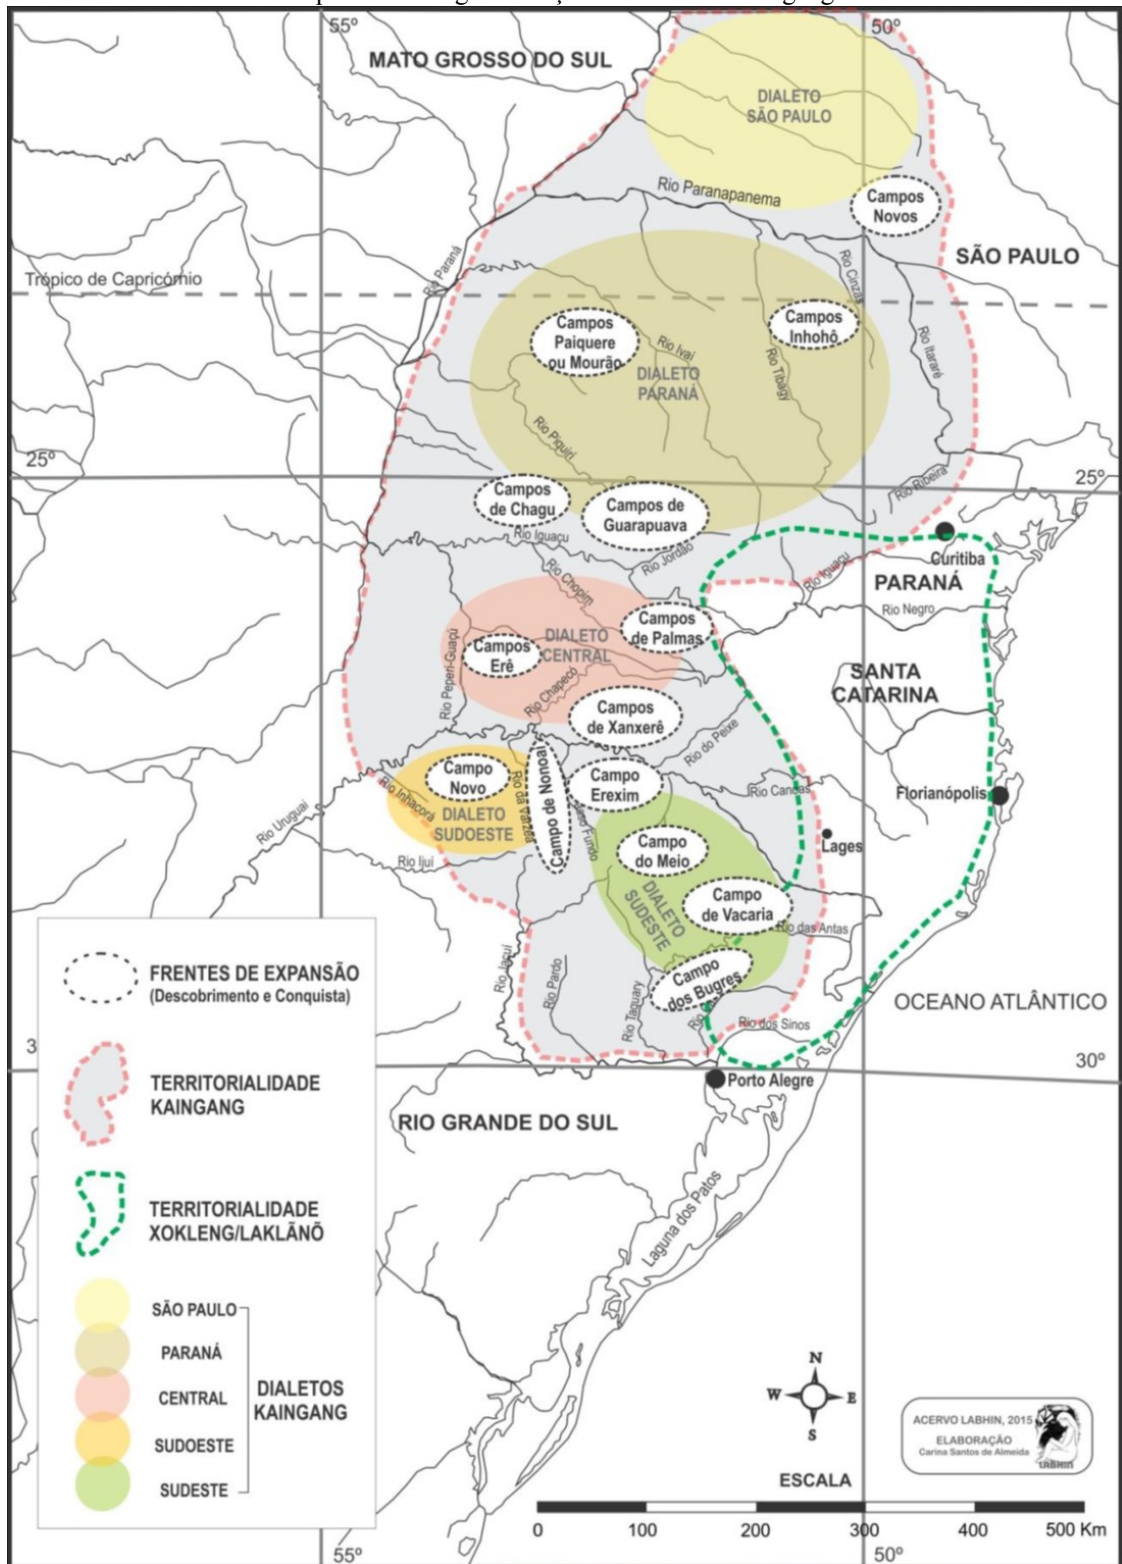 55º
50º
MATO GROSSO DO SUL
DIALETO
SÃO PAULO
Rio Paranapanema
Campos
Novos
SÃO PAULO
Rio Paraná
Rio Cinzas
Trópico de Capricórnio
Campos
Paiquere
ou Mourão
Campos
Inhohô
Rio Ivaí
Rio Tibagy
Rio Itararé
DIALETO
PARANÁ
Rio Piquiri
25º
25º
Campos
de Chagu
Campos de
Guarapuava
Rio Ribeira
Rio Iguaçu
Rio Jordão
Curitiba
Rio Iguaçu
PARANÁ
Rio Chopim
Rio Negro
Campos
de Palmas
DIALETO
CENTRAL
Campos
Erê
Rio Peperi-Guaçú
Rio Chapecó
SANTA
CATARINA
Campos
de Xanxerê
Rio do Peixe
Campo
Novo
Rio da Várzea
Campo de Nonoai
Campo
Erexim
Rio Canoas
Florianópolis
Rio Inhacorá
DIALETO
SUDOESTE
Rio Uruguai
Fundo
Campo
do Meio
Lages
Rio Ijuí
DIALETO
SUDESTE
Campo
de Vacaria
Rio das Antas
Rio Jacuí
Rio Pardo
Campo
dos Bugres
Rio Taquary
Rio
Rio dos Sinos
OCEANO ATLÂNTICO
3
30º
Porto Alegre
RIO GRANDE DO SUL
Laguna dos Patos
FRENTES DE EXPANSÃO
(Descobrimento e Conquista)
TERRITORIALIDADE
KAINGANG
TERRITORIALIDADE
XOKLENG/LAKLÃNÕ
SÃO PAULO
PARANÁ
CENTRAL
SUDOESTE
SUDESTE
DIALETOS
KAINGANG
N
W
E
S
ESCALA
0 100 200 300 400 500 Km
ACERVO LABHIN, 2015
ELABORAÇÃO
Carina Santos de Almeida
LABHIN
55º
50º